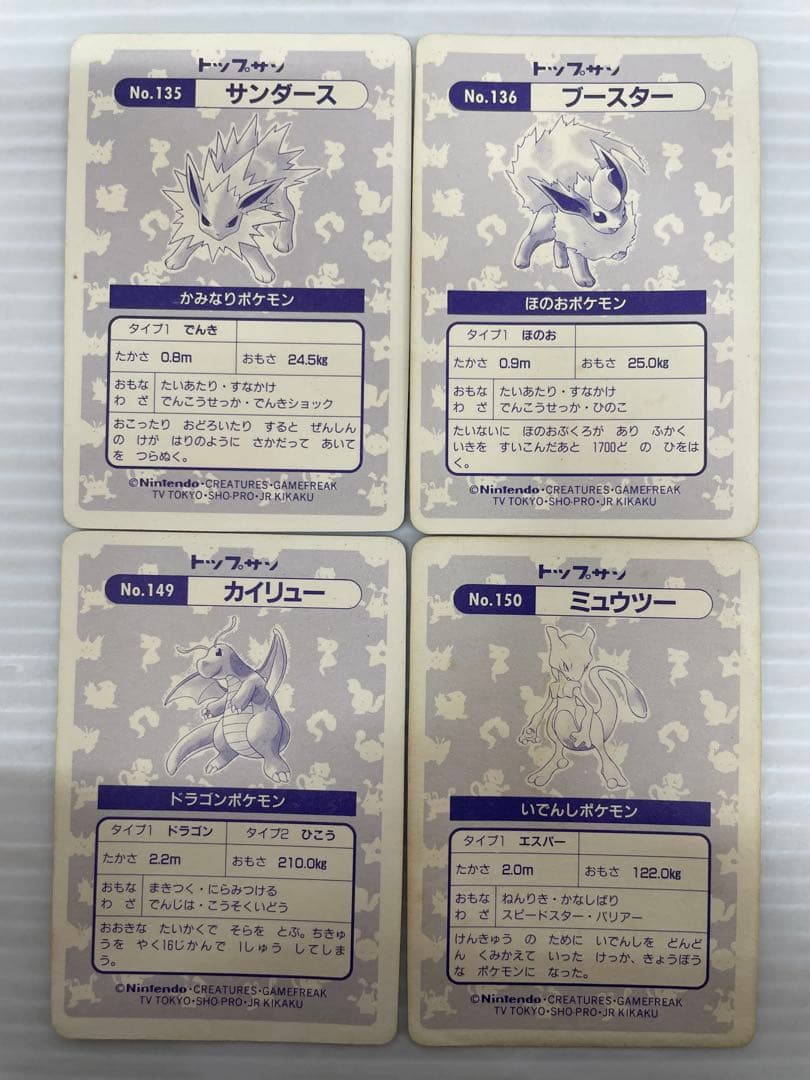 トップサン
No.135 サンダース
かみなりポケモン
タイプ1 でんき
たかさ 0.8m おもさ 24.5kg
おもな わざ たいあたり・すなかけ
でんこうせっか・でんきショック
おこったり おどろいたり すると ぜんしん
の けが はりのように さかだって あいて
を つらぬく。
©Nintendo・CREATURES・GAMEFREAK
TV TOKYO・SHO-PRO・JR KIKAKU
トップサン
No.136 ブースター
ほのおポケモン
タイプ1 ほのお
たかさ 0.9m おもさ 25.0kg
おもな わざ たいあたり・すなかけ
でんこうせっか・ひのこ
たいないに ほのおぶくろが あり ふかく
いきを すいこんだあと 1700ど の ひをは
く。
©Nintendo・CREATURES・GAMEFREAK
TV TOKYO・SHO-PRO・JR KIKAKU
トップサン
No.149 カイリュー
ドラゴンポケモン
タイプ1 ドラゴン タイプ2 ひこう
たかさ 2.2m おもさ 210.0kg
おもな わざ まきつく・にらみつける
でんじは・こうそくいどう
おおきな たいかくで そらを とぶ。ちきゅ
うを やく16じかんで 1しゅう してしま
う。
©Nintendo・CREATURES・GAMEFREAK
TV TOKYO・SHO-PRO・JR KIKAKU
トップサン
No.150 ミュウツー
いでんしポケモン
タイプ1 エスパー
たかさ 2.0m おもさ 122.0kg
おもな わざ ねんりき・かなしばり
スピードスター・バリアー
けんきゅう の ために いでんしを どんど
ん くみかえて いった けっか、きょうぼう
な ポケモンに なった。
©Nintendo・CREATURES・GAMEFREAK
TV TOKYO・SHO-PRO・JR KIKAKU